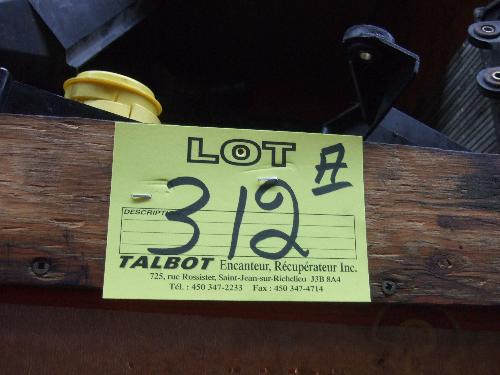 LOT
312 A
DESCRIPTI
TALBOT Encanteur, Récupérateur Inc.
725, rue Rossiter, Saint-Jean-sur-Richelieu J3B 8A4
Tél. : 450 347-2233 Fax : 450 347-4714